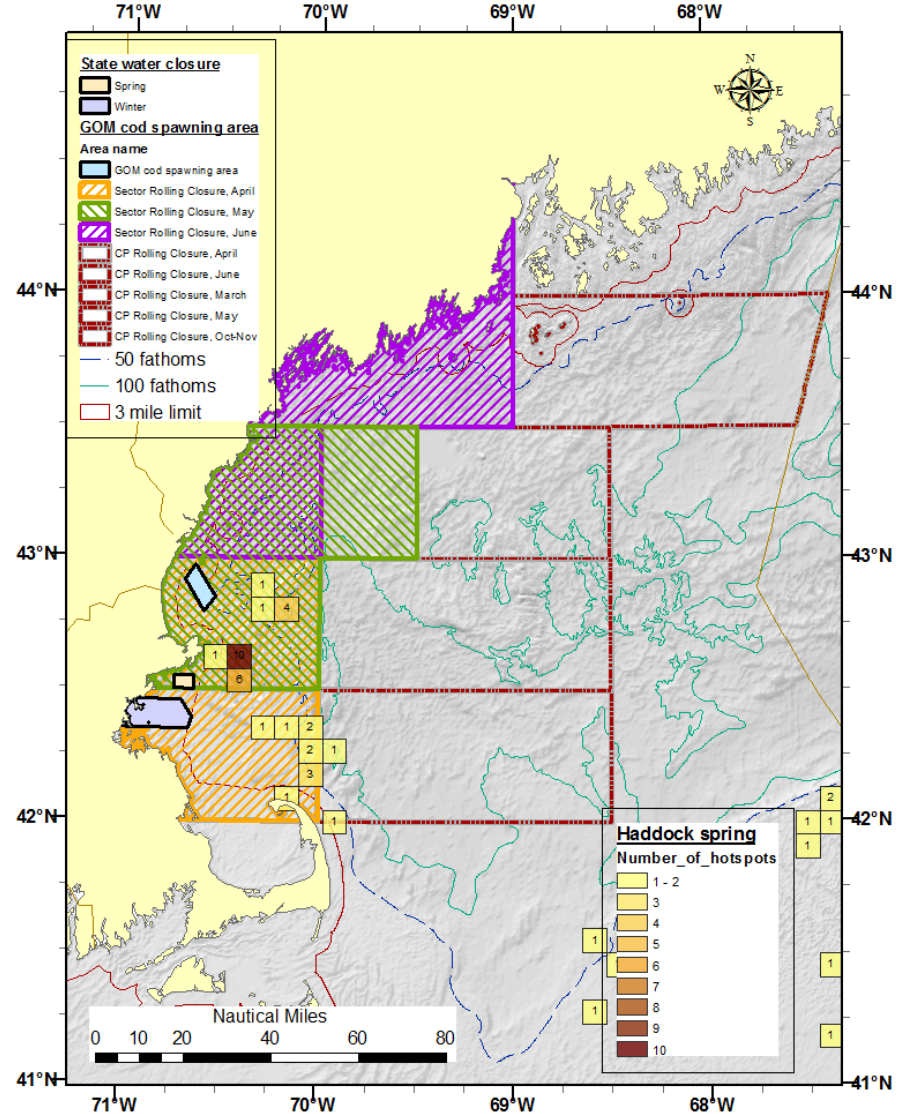 71°W 70°W 69°W 68°W
N
W E
S
State water closure
Spring
Winter
GOM cod spawning area
Area name
GOM cod spawning area
Sector Rolling Closure, April
Sector Rolling Closure, May
Sector Rolling Closure, June
CP Rolling Closure, April
CP Rolling Closure, June
CP Rolling Closure, March
CP Rolling Closure, May
CP Rolling Closure, Oct-Nov
50 fathoms
100 fathoms
3 mile limit
44°N 44°N
43°N 43°N
1
1 4
1 10
6
1 1 2
2 1
3
1
2
42°N 1 1 1 42°N
1
Haddock spring
Number_of_hotspots
1 - 2
3
4
5
6
7
8
9
10
1
1 1
1
1
Nautical Miles
0 10 20 40 60 80
41°N 41°N
71°W 70°W 69°W 68°W